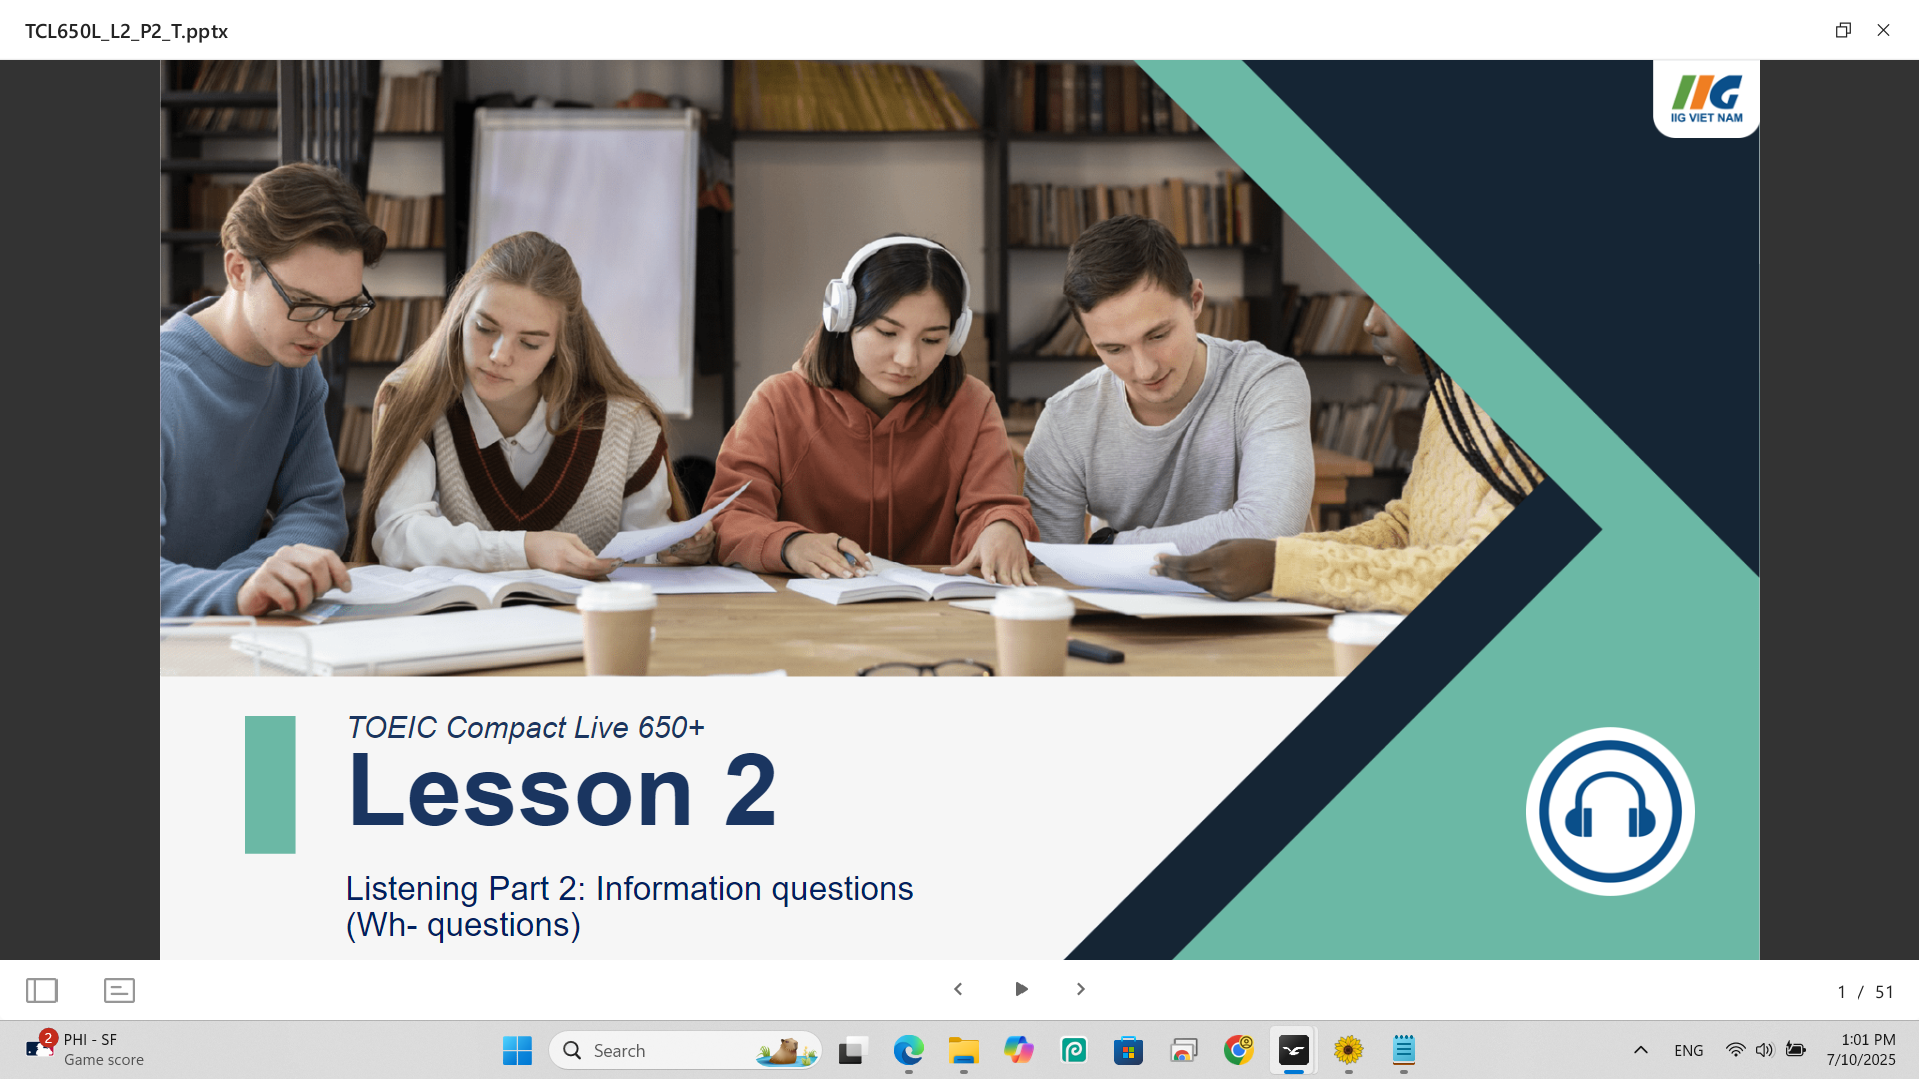 TCL650L_L2_P2_T.pptx
IIG VIET NAM
TOEIC Compact Live 650+
Lesson 2
Listening Part 2: Information questions
(Wh- questions)
1 / 51
2
PHI - SF
Game score
Search
ENG
1:01 PM
7/10/2025